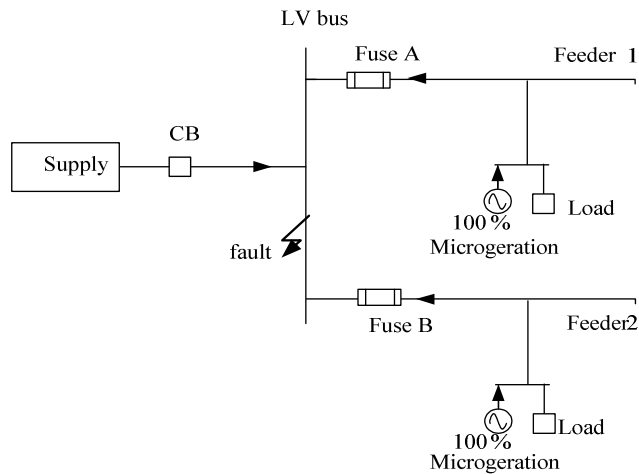 LV bus
Fuse A
Feeder 1
CB
Supply
Load
100%
Microgeration
fault
Fuse B
Feeder2
Load
100%
Microgeration